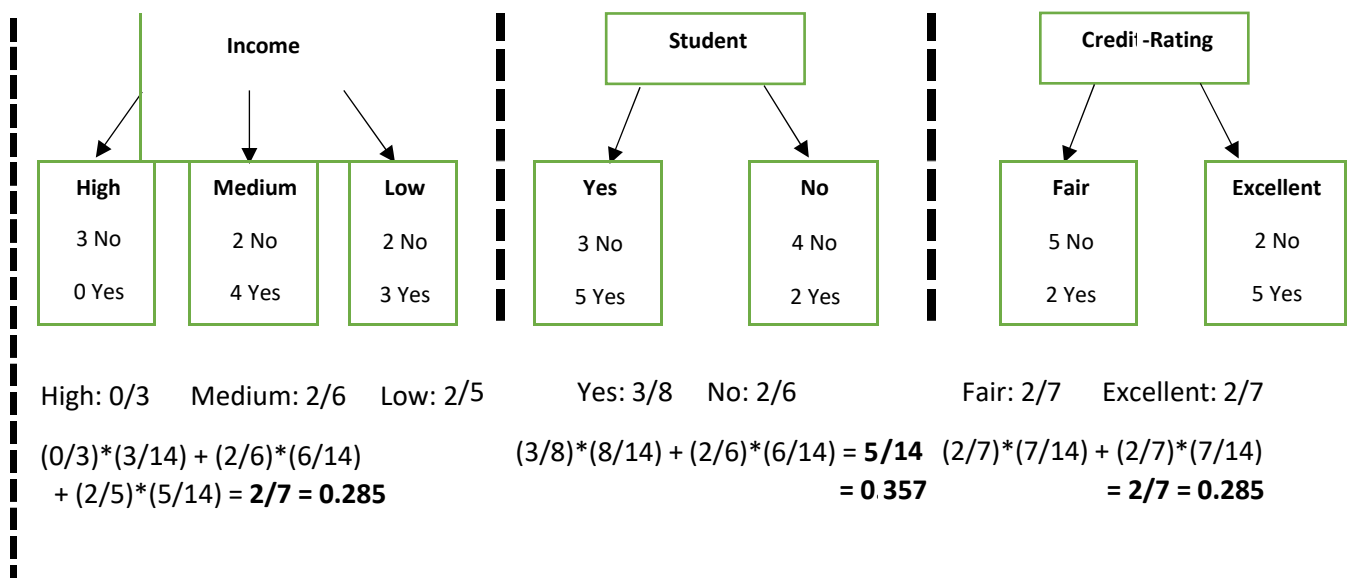 Income
High
3 No
0 Yes
Medium
2 No
4 Yes
Low
2 No
3 Yes
High: 0/3 Medium: 2/6 Low: 2/5
(0/3)*(3/14) + (2/6)*(6/14)
+ (2/5)*(5/14) = 2/7 = 0.285
Student
Yes
3 No
5 Yes
No
4 No
2 Yes
Yes: 3/8 No: 2/6
(3/8)*(8/14) + (2/6)*(6/14) = 5/14
= 0.357
Credit-Rating
Fair
5 No
2 Yes
Excellent
2 No
5 Yes
Fair: 2/7 Excellent: 2/7
(2/7)*(7/14) + (2/7)*(7/14)
= 2/7 = 0.285